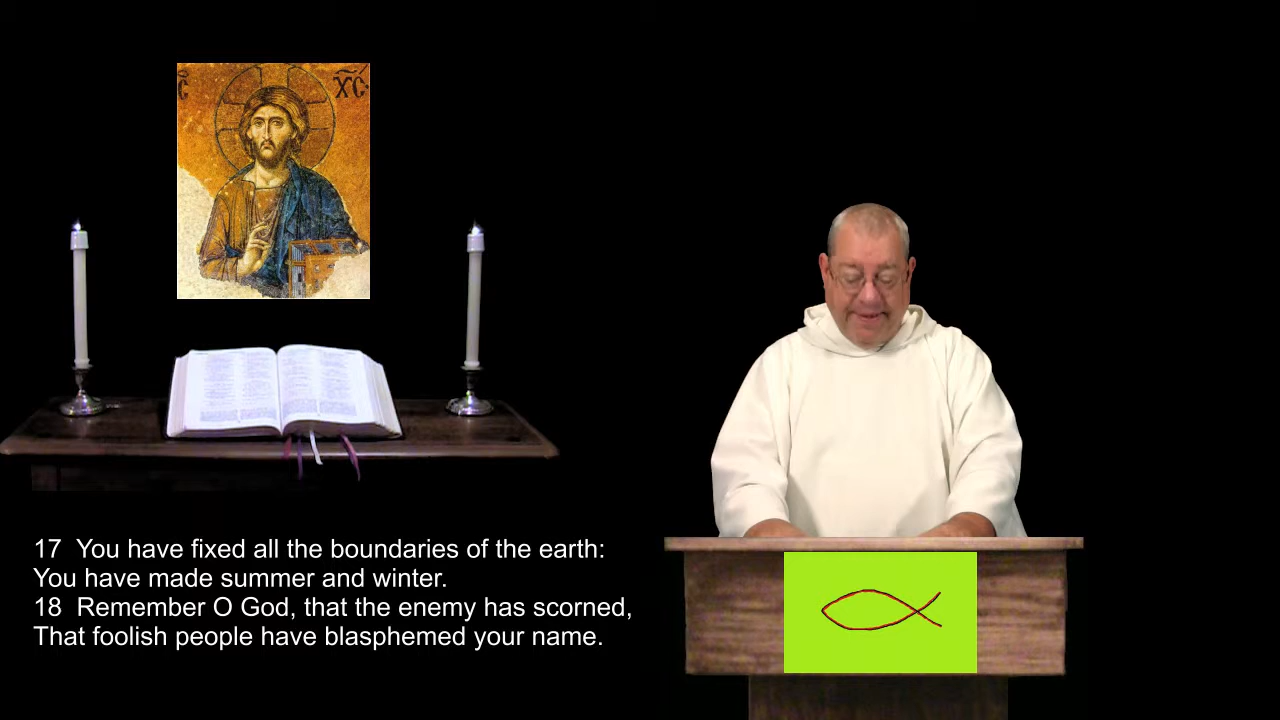 XC
17 You have fixed all the boundaries of the earth:
You have made summer and winter.
18 Remember O God, that the enemy has scorned,
That foolish people have blasphemed your name.